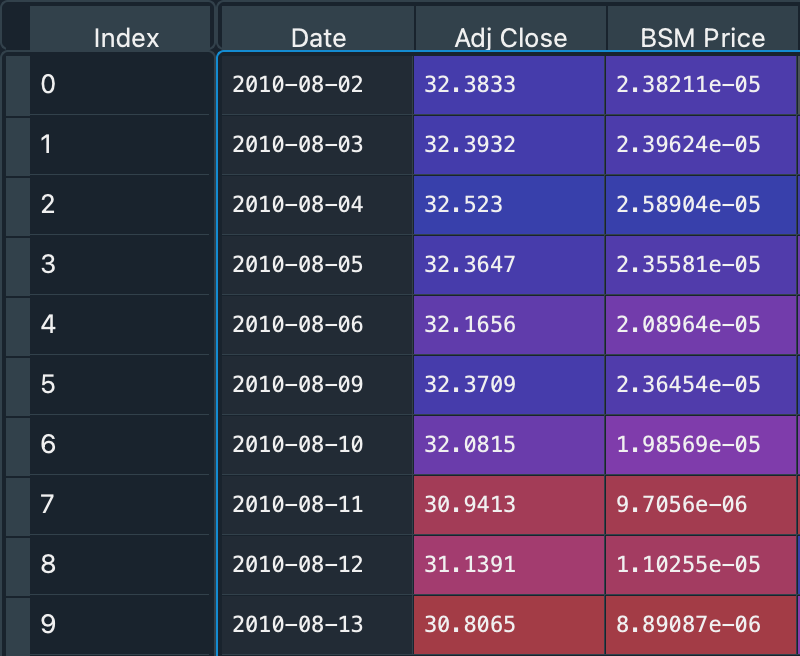 Index Date Adj Close BSM Price
0 2010-08-02 32.3833 2.38211e-05
1 2010-08-03 32.3932 2.39624e-05
2 2010-08-04 32.523 2.58904e-05
3 2010-08-05 32.3647 2.35581e-05
4 2010-08-06 32.1656 2.08964e-05
5 2010-08-09 32.3709 2.36454e-05
6 2010-08-10 32.0815 1.98569e-05
7 2010-08-11 30.9413 9.7056e-06
8 2010-08-12 31.1391 1.10255e-05
9 2010-08-13 30.8065 8.89087e-06